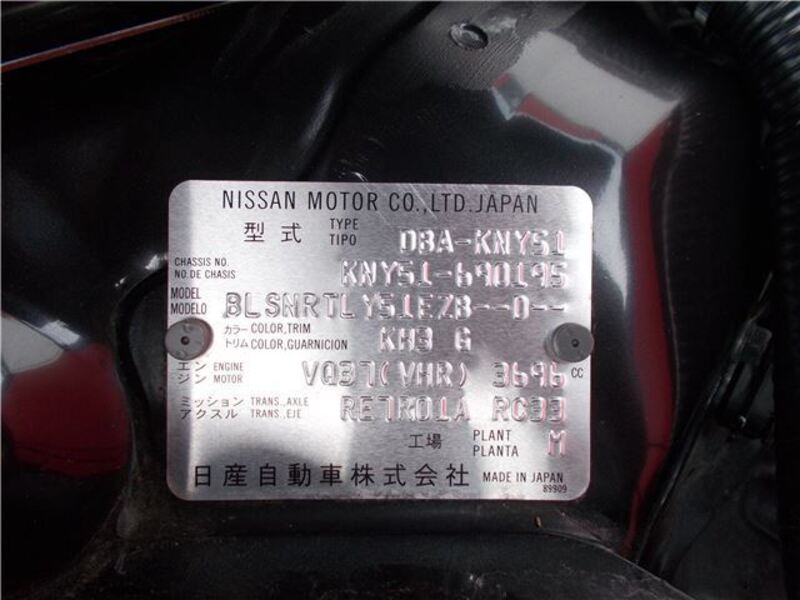 NISSAN MOTOR CO.,LTD.JAPAN
型式 TYPE TIPO DBA-KNY51
CHASSIS NO. NO.DE CHASIS KNY51-690195
MODEL MODELO BLSNRTLY51EZB--D--
カラー COLOR,TRIM トリム COLOR,GUARNICION KH3 G
エンジン ENGINE MOTOR VQ37(VHR) 3696 CC
ミッション TRANS.,AXLE アクスル TRANS.,EJE RE7R01A RC33
工場 PLANT PLANTA M
日産自動車株式会社 MADE IN JAPAN
89909